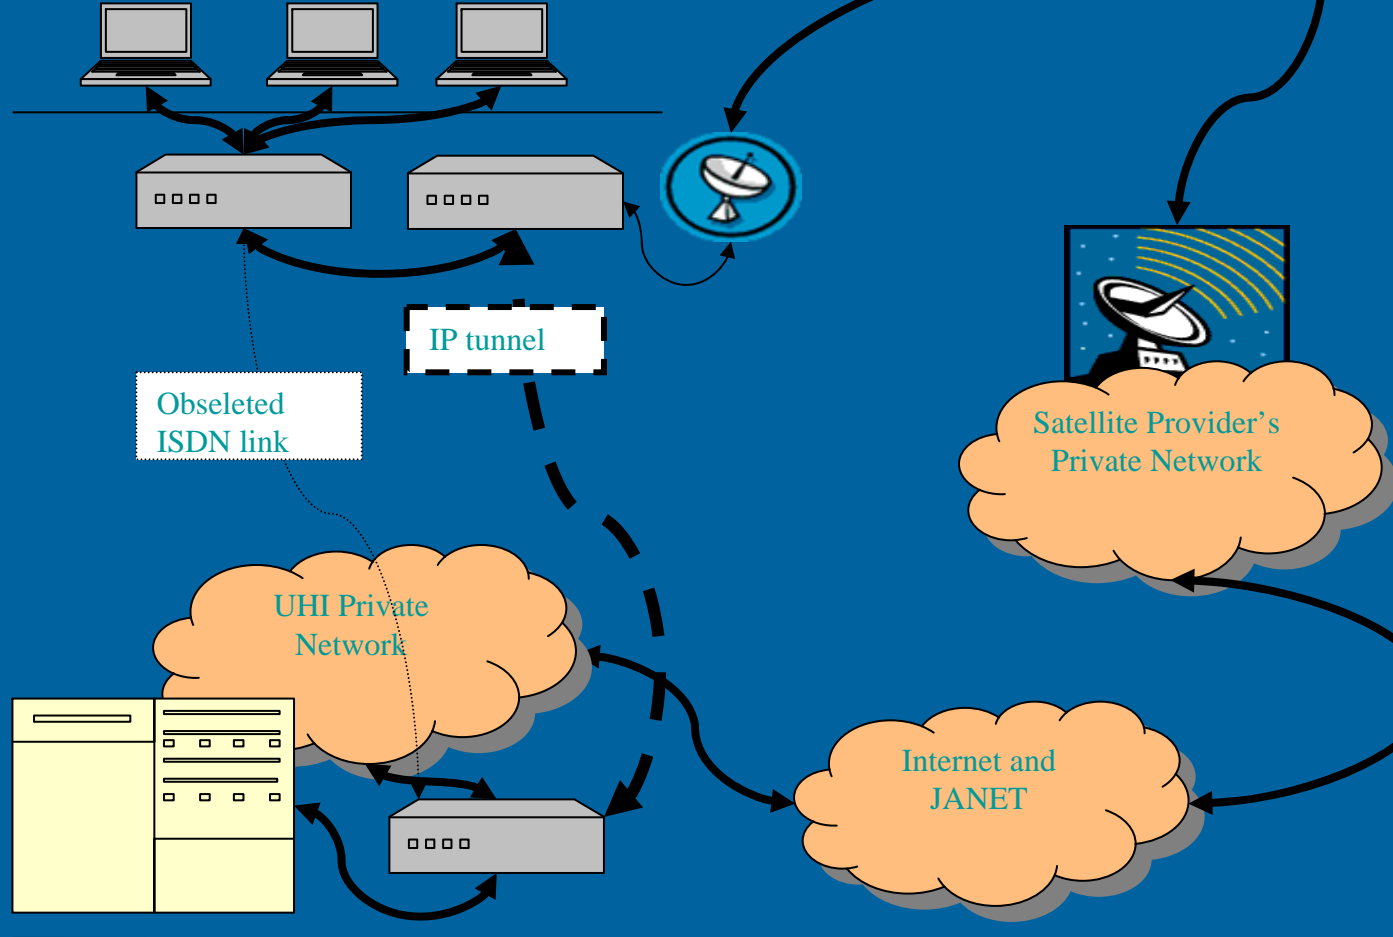 IP tunnel
Obseleted
ISDN link
Satellite Provider’s
Private Network
UHI Private
Network
Internet and
JANET